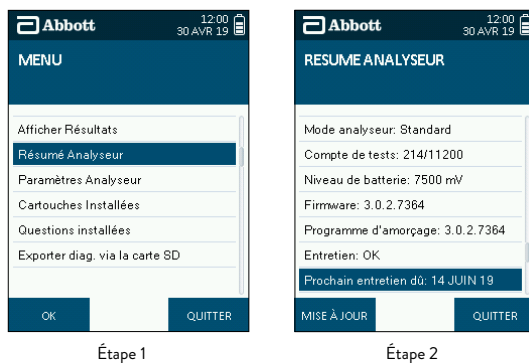 Abbott
12:00
30 AVR 19
MENU
Afficher Résultats
Résumé Analyseur
Paramètres Analyseur
Cartouches Installées
Questions installées
Exporter diag. via la carte SD
OK
QUITTER
Étape 1
Abbott
12:00
30 AVR 19
RESUME ANALYSEUR
Mode analyseur: Standard
Compte de tests: 214/11200
Niveau de batterie: 7500 mV
Firmware: 3.0.2.7364
Programme d'amorçage: 3.0.2.7364
Entretien: OK
Prochain entretien dû: 14 JUIN 19
MISE À JOUR
QUITTER
Étape 2